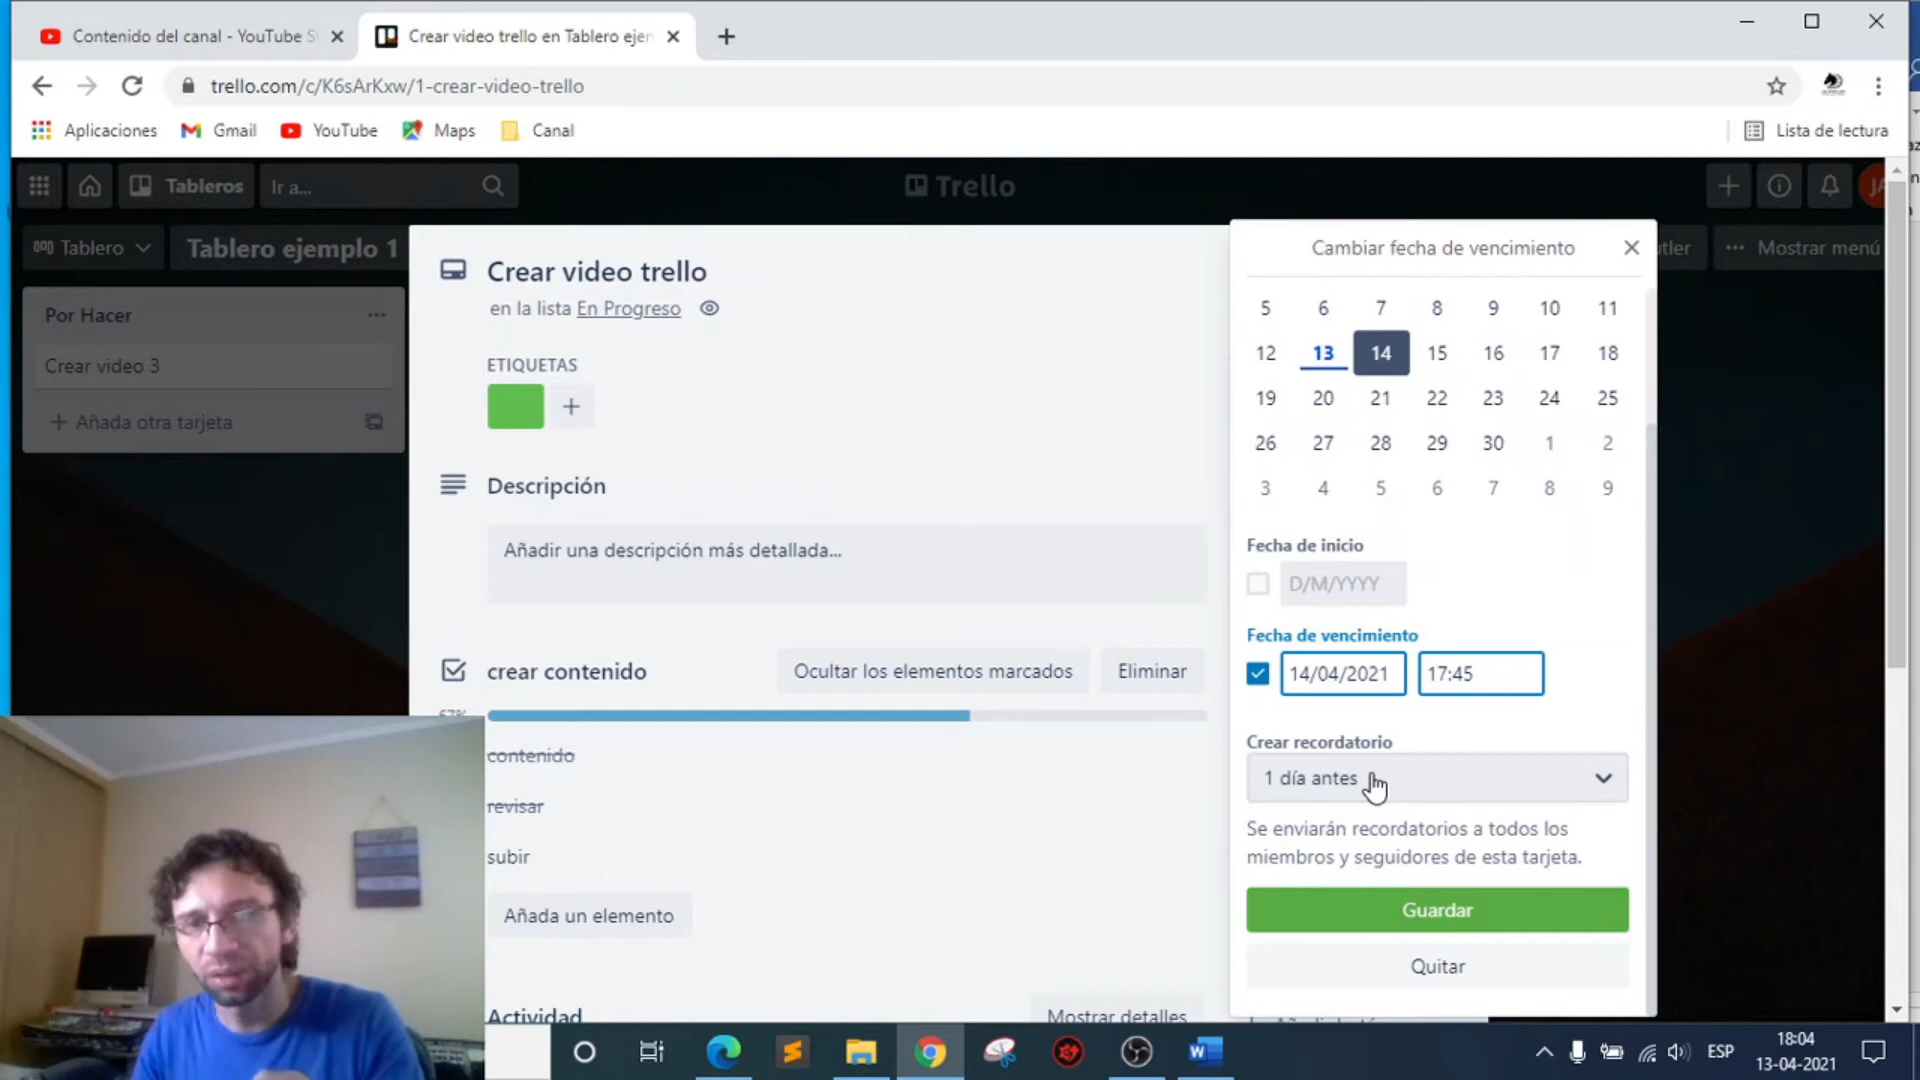 Contenido del canal - YouTube S
Crear video trello en Tablero ejem
trello.com/c/K6sArKxw/1-crear-video-trello
Aplicaciones
Gmail
YouTube
Maps
Canal
Lista de lectura
Tableros
Ir a...
Trello
JA
Tablero
Tablero ejemplo 1
utler
Mostrar menú
Por Hacer
Crear video 3
Añada otra tarjeta
Crear video trello
en la lista En Progreso
ETIQUETAS
Descripción
Añadir una descripción más detallada...
crear contenido
Ocultar los elementos marcados
Eliminar
67%
contenido
revisar
subir
Añada un elemento
Actividad
Mostrar detalles
Cambiar fecha de vencimiento
5 6 7 8 9 10 11
12 13 14 15 16 17 18
19 20 21 22 23 24 25
26 27 28 29 30 1 2
3 4 5 6 7 8 9
Fecha de inicio
D/M/YYYY
Fecha de vencimiento
14/04/2021 17:45
Crear recordatorio
1 día antes
Se enviarán recordatorios a todos los
miembros y seguidores de esta tarjeta.
Guardar
Quitar
ESP
18:04
13-04-2021